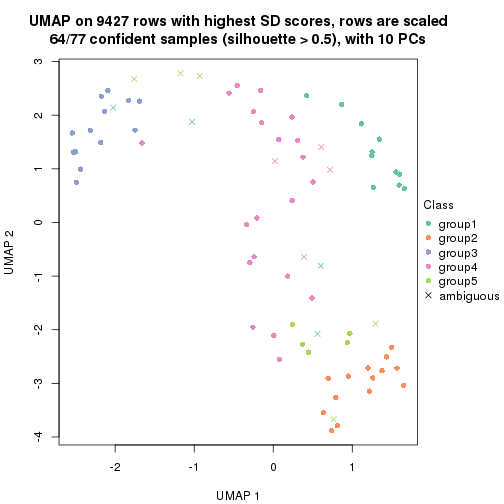 UMAP on 9427 rows with highest SD scores, rows are scaled
64/77 confident samples (silhouette > 0.5), with 10 PCs
3
2
1
0
-1
-2
-3
-4
UMAP 2
-2
-1
0
1
UMAP 1
Class
group1
group2
group3
group4
group5
ambiguous